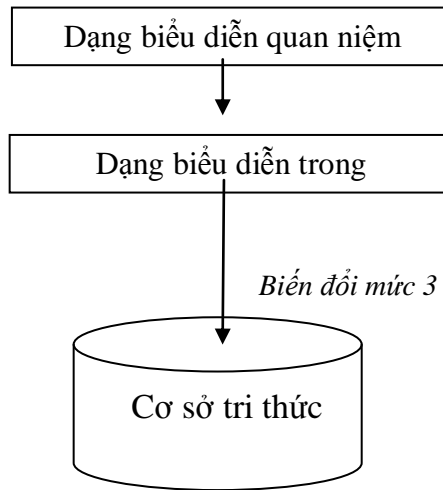 Dạng biểu diễn quan niệm
Dạng biểu diễn trong
Biến đổi mức 3
Cơ sở tri thức